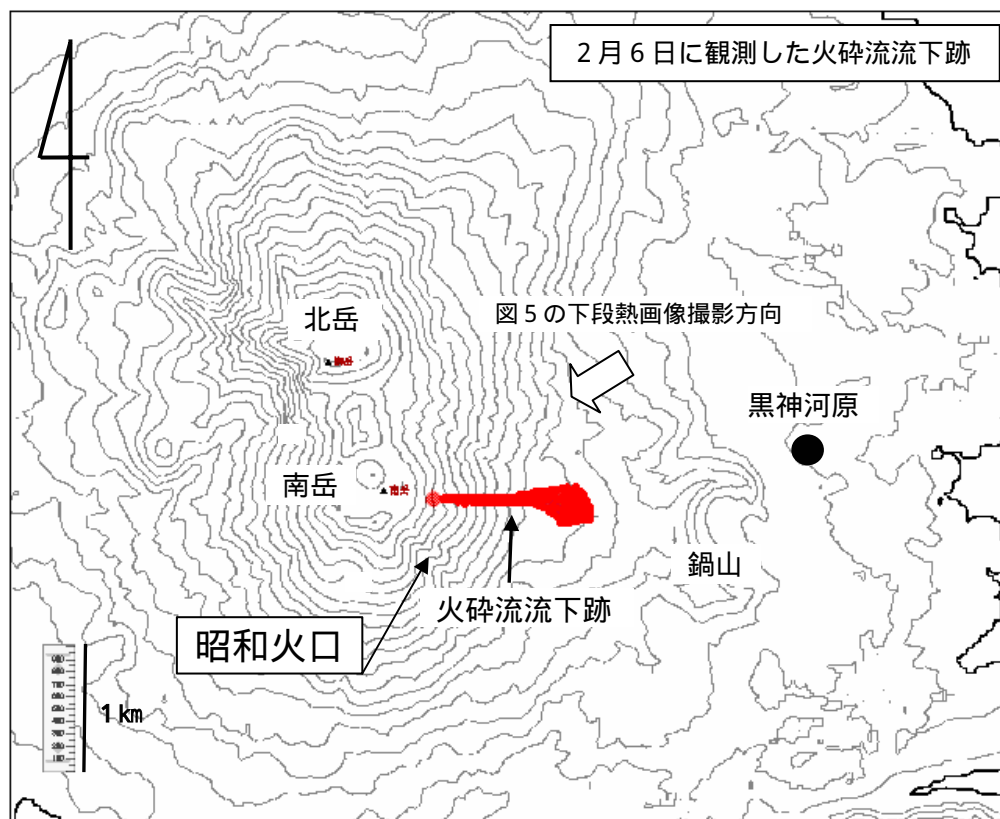 2月6日に観測した火砕流流下跡
北岳
図5の下段熱画像撮影方向
黒神河原
南岳
南岳
鍋山
火砕流流下跡
昭和火口
1km